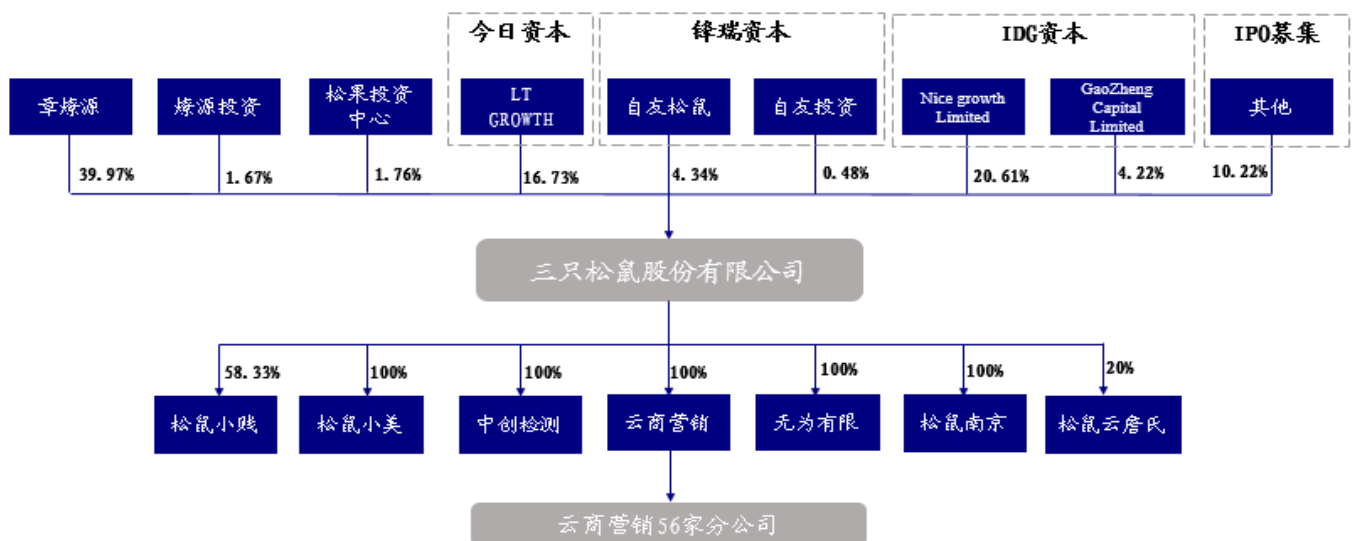 今日资本
锋瑞资本
IDG资本
IPO募集
章燎源
燎源投资
松果投资
中心
LT
GROWTH
自友松鼠
自友投资
Nice growth
Limited
GaoZheng
Capital
Limited
其他
39.97%
1.67%
1.76%
16.73%
4.34%
0.48%
20.61%
4.22%
10.22%
三只松鼠股份有限公司
58.33%
100%
100%
100%
100%
100%
20%
松鼠小贱
松鼠小美
中创检测
云商营销
无为有限
松鼠南京
松鼠云詹氏
云商营销56家分公司